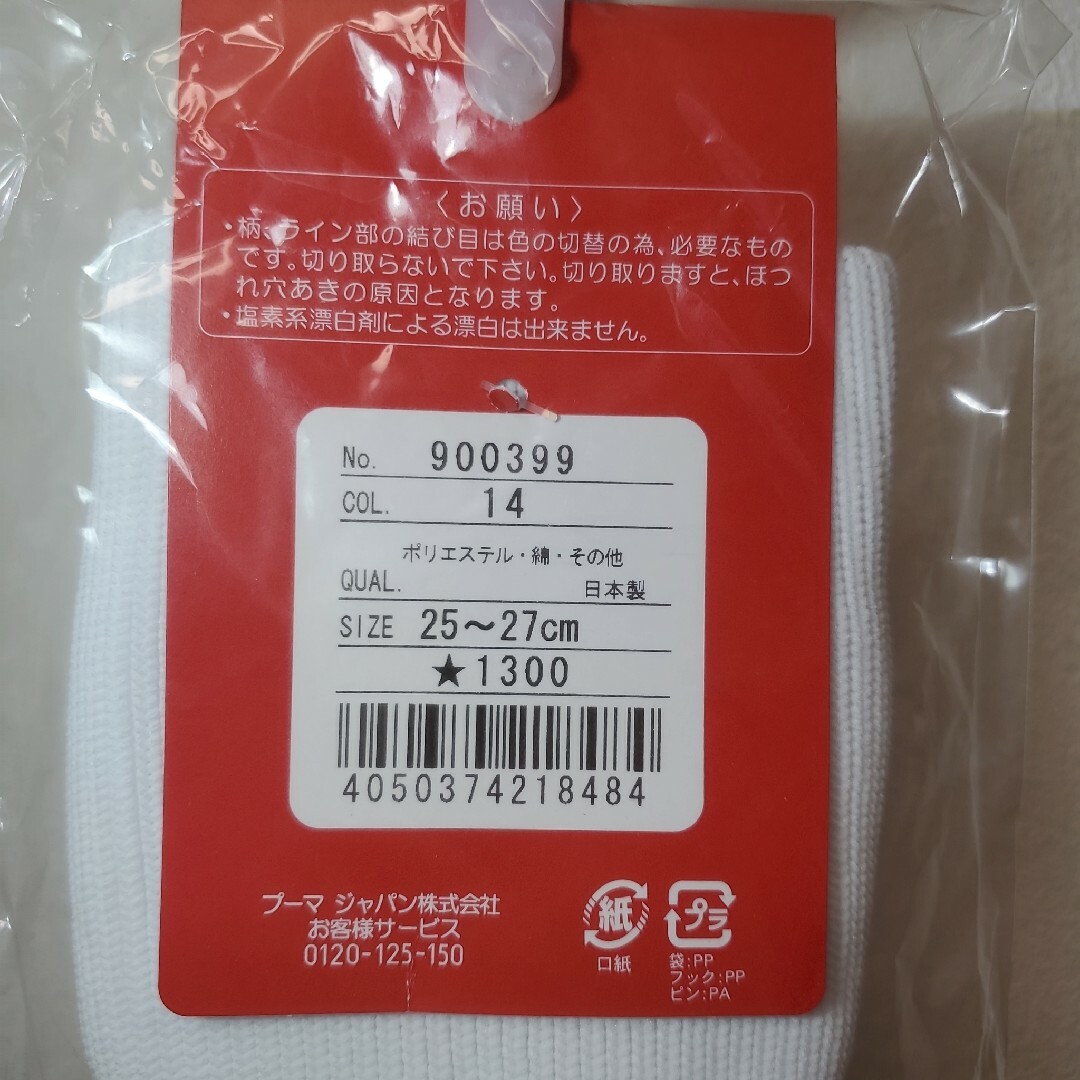 〈お願い〉
・柄、ライン部の結び目は色の切替の為、必要なもの
です。切り取らないで下さい。切り取りますと、ほつ
れ穴あきの原因となります。
・塩素系漂白剤による漂白は出来ません。
No. 900399
COL. 14
ポリエステル・綿・その他
QUAL. 日本製
SIZE 25～27cm
★1300
4050374218484
プーマ ジャパン株式会社
お客様サービス
0120-125-150
紙
口紙
プラ
袋:PP
フック:PP
ピン:PA